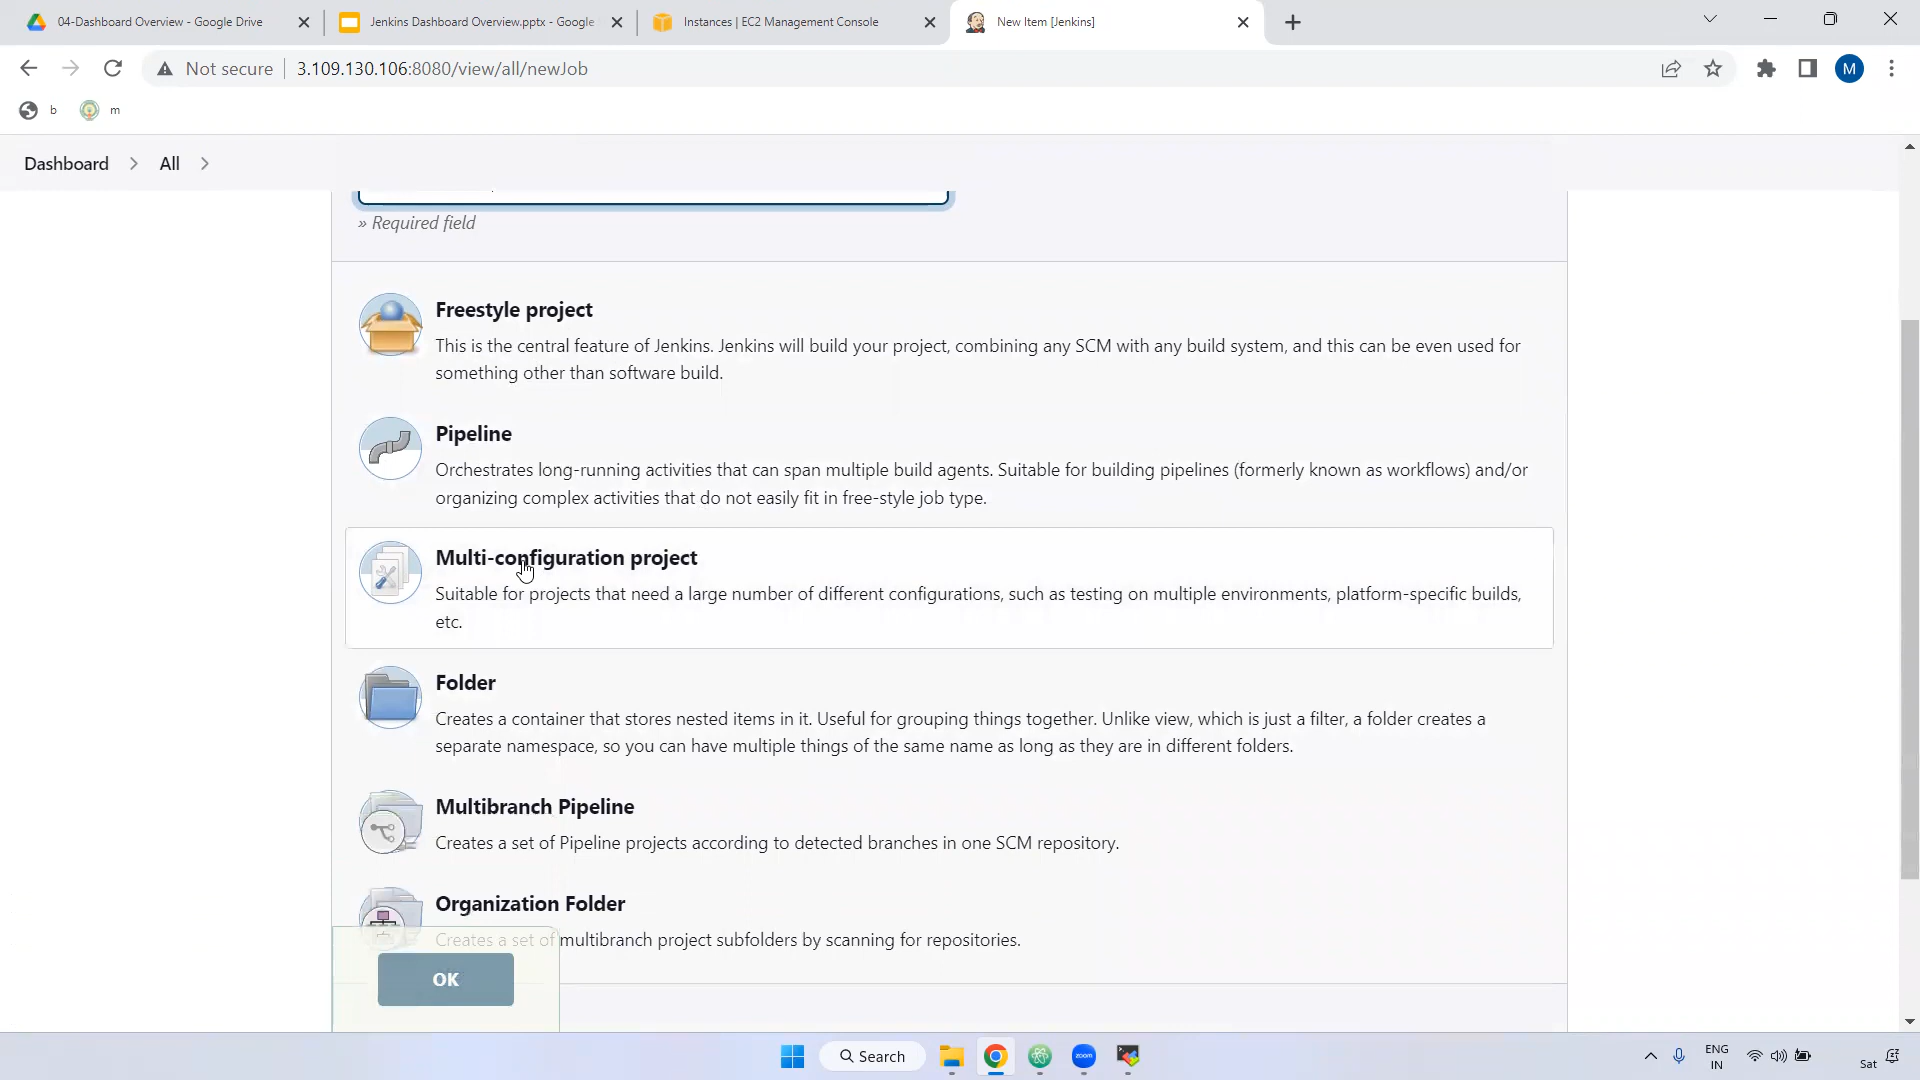 04-Dashboard Overview - Google Drive
Jenkins Dashboard Overview.pptx - Google
Instances | EC2 Management Console
New Item [Jenkins]
Not secure
3.109.130.106:8080/view/all/newJob
M
b
m
Dashboard
All
» Required field
Freestyle project
This is the central feature of Jenkins. Jenkins will build your project, combining any SCM with any build system, and this can be even used for
something other than software build.
Pipeline
Orchestrates long-running activities that can span multiple build agents. Suitable for building pipelines (formerly known as workflows) and/or
organizing complex activities that do not easily fit in free-style job type.
Multi-configuration project
Suitable for projects that need a large number of different configurations, such as testing on multiple environments, platform-specific builds,
etc.
Folder
Creates a container that stores nested items in it. Useful for grouping things together. Unlike view, which is just a filter, a folder creates a
separate namespace, so you can have multiple things of the same name as long as they are in different folders.
Multibranch Pipeline
Creates a set of Pipeline projects according to detected branches in one SCM repository.
Organization Folder
Creates a set of multibranch project subfolders by scanning for repositories.
OK
Search
zoom
ENG
IN
Sat